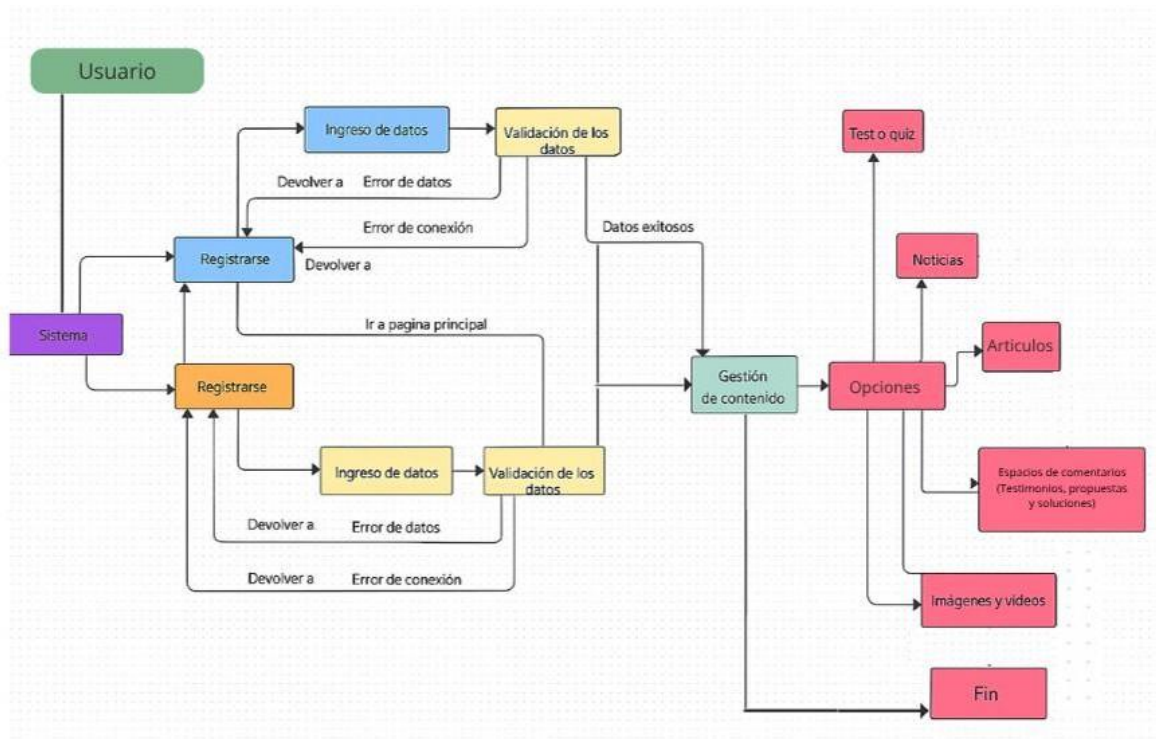 Usuario
Ingreso de datos
Validación de los
datos
Test o quiz
Devolver a Error de datos
Error de conexión
Datos exitosos
Registrarse
Devolver a
Noticias
Ir a pagina principal
Sistema
Articulos
Registrarse
Gestión
de contenido
Opciones
Ingreso de datos
Validación de los
datos
Espacios de comentarios
(Testimonios, propuestas
y soluciones)
Devolver a Error de datos
Devolver a Error de conexión
Imágenes y videos
Fin